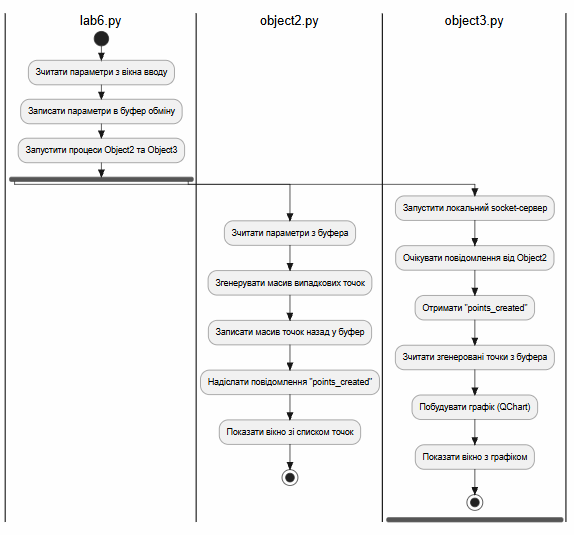 lab6.py
object2.py
object3.py
Зчитати параметри з вікна вводу
Записати параметри в буфер обміну
Запустити процеси Object2 та Object3
Зчитати параметри з буфера
Згенерувати масив випадкових точок
Записати масив точок назад у буфер
Надіслати повідомлення "points_created"
Показати вікно зі списком точок
Запустити локальний socket-сервер
Очікувати повідомлення від Object2
Отримати "points_created"
Зчитати згенеровані точки з буфера
Побудувати графік (QChart)
Показати вікно з графіком